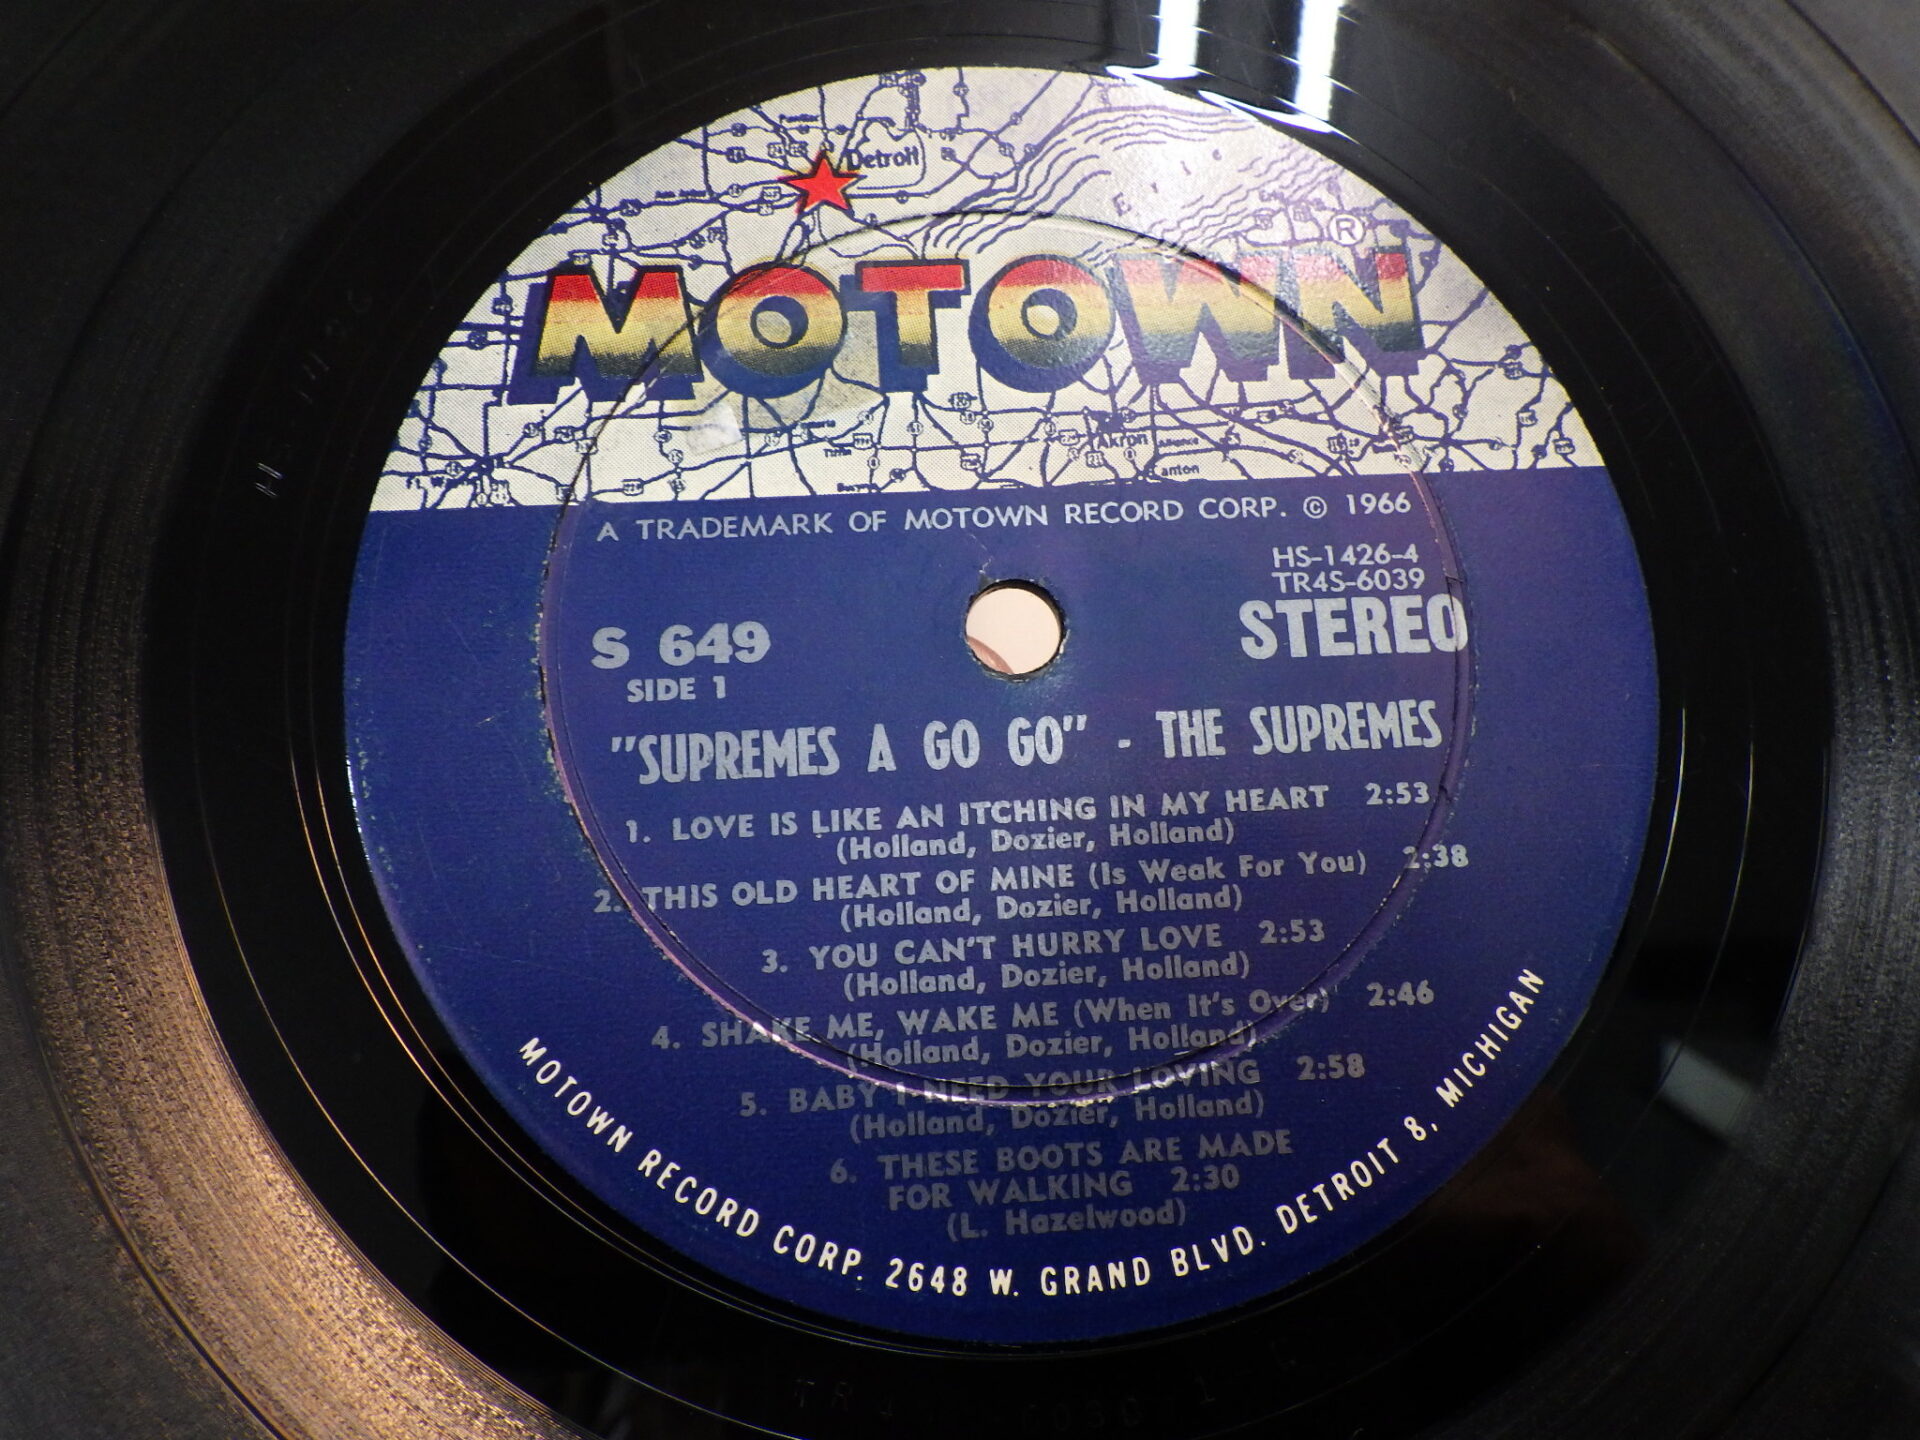 Detroit
Erie
MOTOWN®
Akron
Alliance
Canton
A TRADEMARK OF MOTOWN RECORD CORP. © 1966
HS-1426-4
TR4S-6039
S 649 STEREO
SIDE 1
"SUPREMES A GO GO" - THE SUPREMES
1. LOVE IS LIKE AN ITCHING IN MY HEART 2:53
(Holland, Dozier, Holland)
2. THIS OLD HEART OF MINE (Is Weak For You) 2:38
(Holland, Dozier, Holland)
3. YOU CAN'T HURRY LOVE 2:53
(Holland, Dozier, Holland)
4. SHAKE ME, WAKE ME (When It's Over) 2:46
(Holland, Dozier, Holland)
5. BABY I NEED YOUR LOVING 2:58
(Holland, Dozier, Holland)
6. THESE BOOTS ARE MADE
FOR WALKING 2:30
(L. Hazelwood)
MOTOWN RECORD CORP. 2648 W. GRAND BLVD. DETROIT 8, MICHIGAN